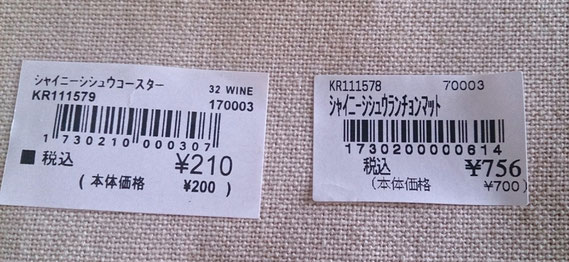 シャイニーシシュウコースター
32 WINE
KR111579 170003
1730210000307
■ 税込 ¥210
( 本体価格 ¥200 )
KR111578 70003
シャイニーシシュウランチョンマット
1730200000614
税込 ¥756
(本体価格 ¥700)